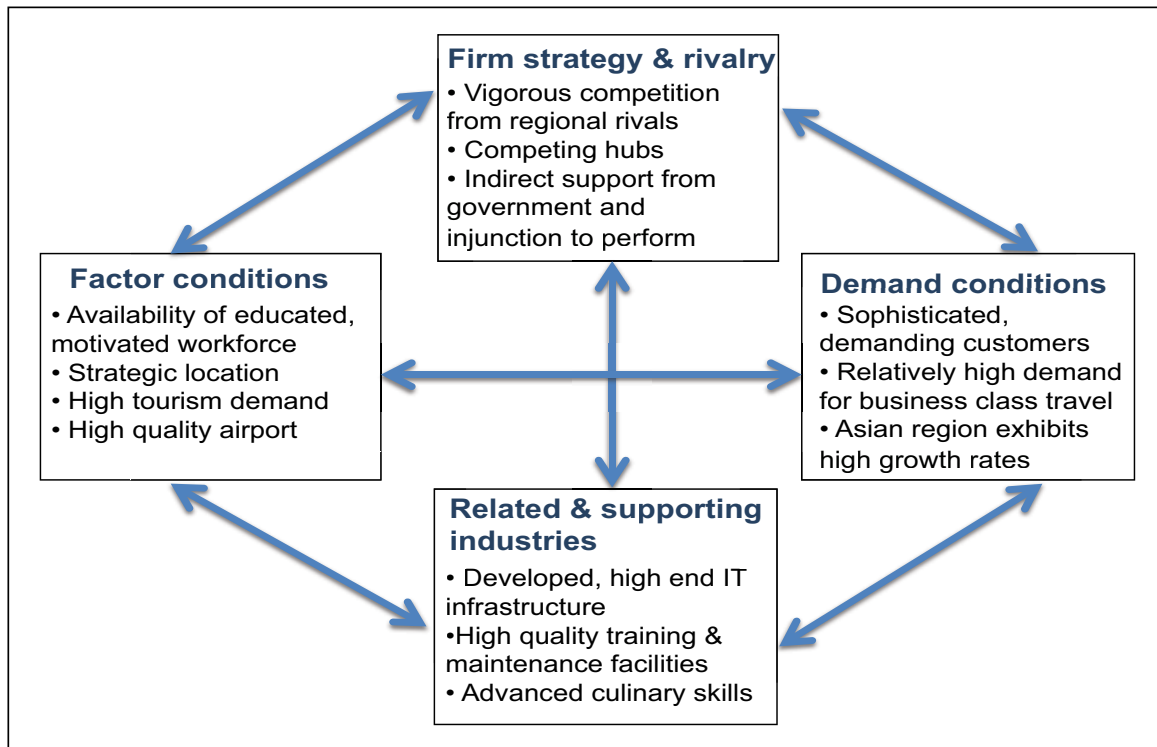 Firm strategy & rivalry
• Vigorous competition
from regional rivals
• Competing hubs
• Indirect support from
government and
injunction to perform
Factor conditions
• Availability of educated,
motivated workforce
• Strategic location
• High tourism demand
• High quality airport
Demand conditions
• Sophisticated,
demanding customers
• Relatively high demand
for business class travel
• Asian region exhibits
high growth rates
Related & supporting
industries
• Developed, high end IT
infrastructure
•High quality training &
maintenance facilities
• Advanced culinary skills